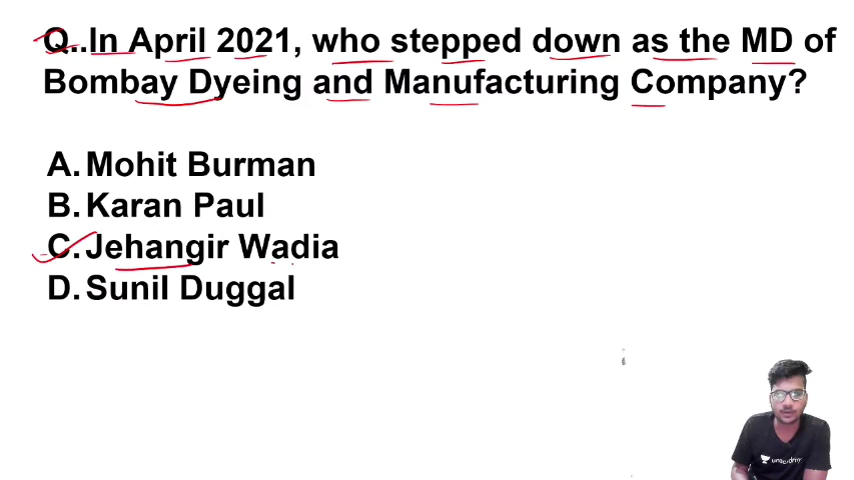 Q..In April 2021, who stepped down as the MD of
Bombay Dyeing and Manufacturing Company?
A. Mohit Burman
B. Karan Paul
C. Jehangir Wadia
D. Sunil Duggal
unacademy